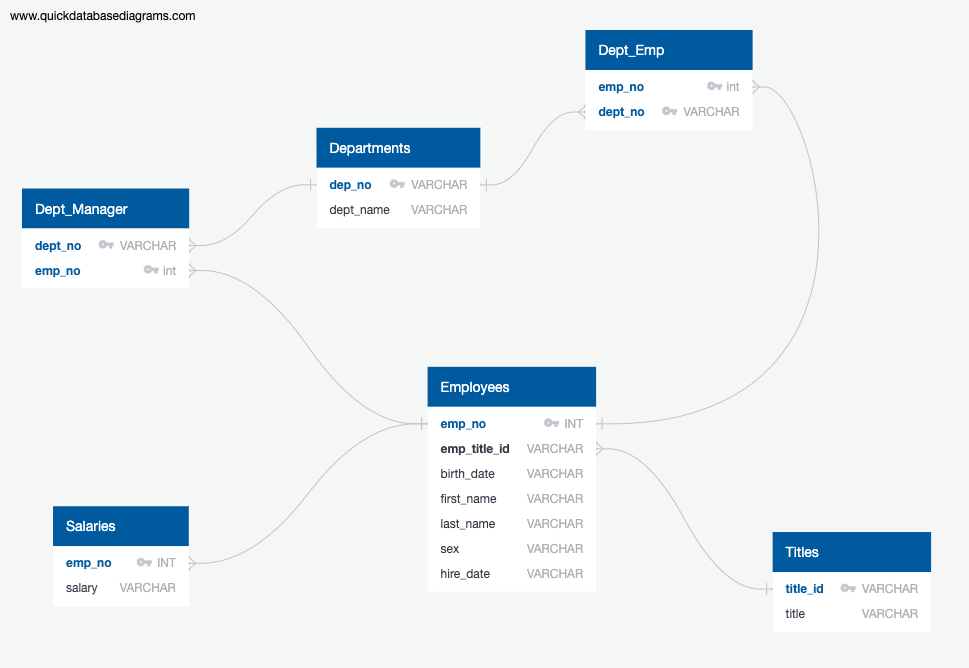 www.quickdatabasediagrams.com
Dept_Emp
emp_no int
dept_no VARCHAR
Departments
dep_no VARCHAR
dept_name VARCHAR
Dept_Manager
dept_no VARCHAR
emp_no int
Employees
emp_no INT
emp_title_id VARCHAR
birth_date VARCHAR
first_name VARCHAR
last_name VARCHAR
sex VARCHAR
hire_date VARCHAR
Salaries
emp_no INT
salary VARCHAR
Titles
title_id VARCHAR
title VARCHAR